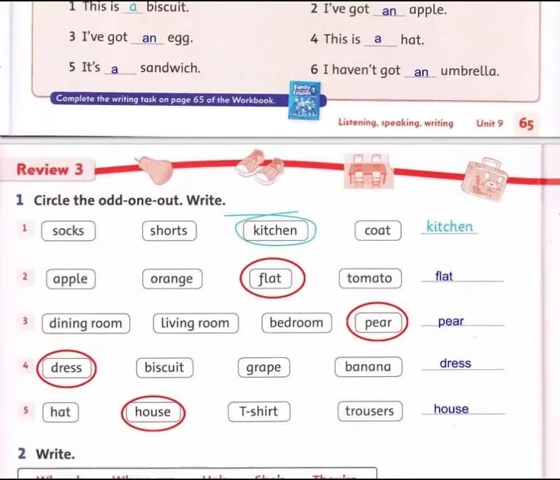 1 This is a biscuit. 2 I've got an apple.
3 I've got an egg. 4 This is a hat.
5 It's a sandwich. 6 I haven't got an umbrella.
Complete the writing task on page 65 of the Workbook.
Listening, speaking, writing Unit 9 65
Review 3
1 Circle the odd-one-out. Write.
1 socks shorts kitchen coat kitchen
2 apple orange flat tomato flat
3 dining room living room bedroom pear pear
4 dress biscuit grape banana dress
5 hat house T-shirt trousers house
2 Write.